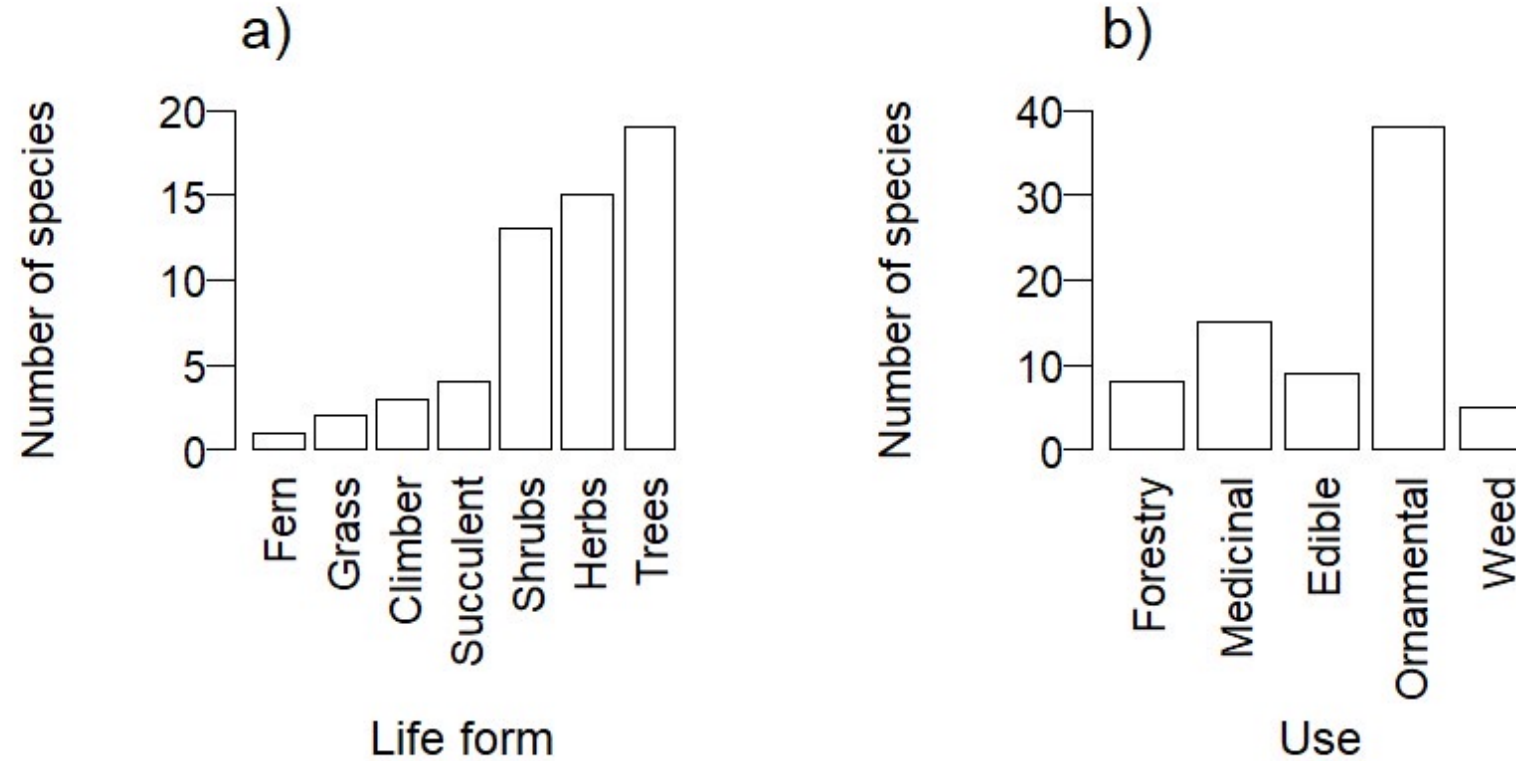 a)
Number of species
20
15
10
5
0
Fern
Grass
Climber
Succulent
Shrubs
Herbs
Trees
Life form
b)
Number of species
40
30
20
10
0
Forestry
Medicinal
Edible
Ornamental
Weed
Use